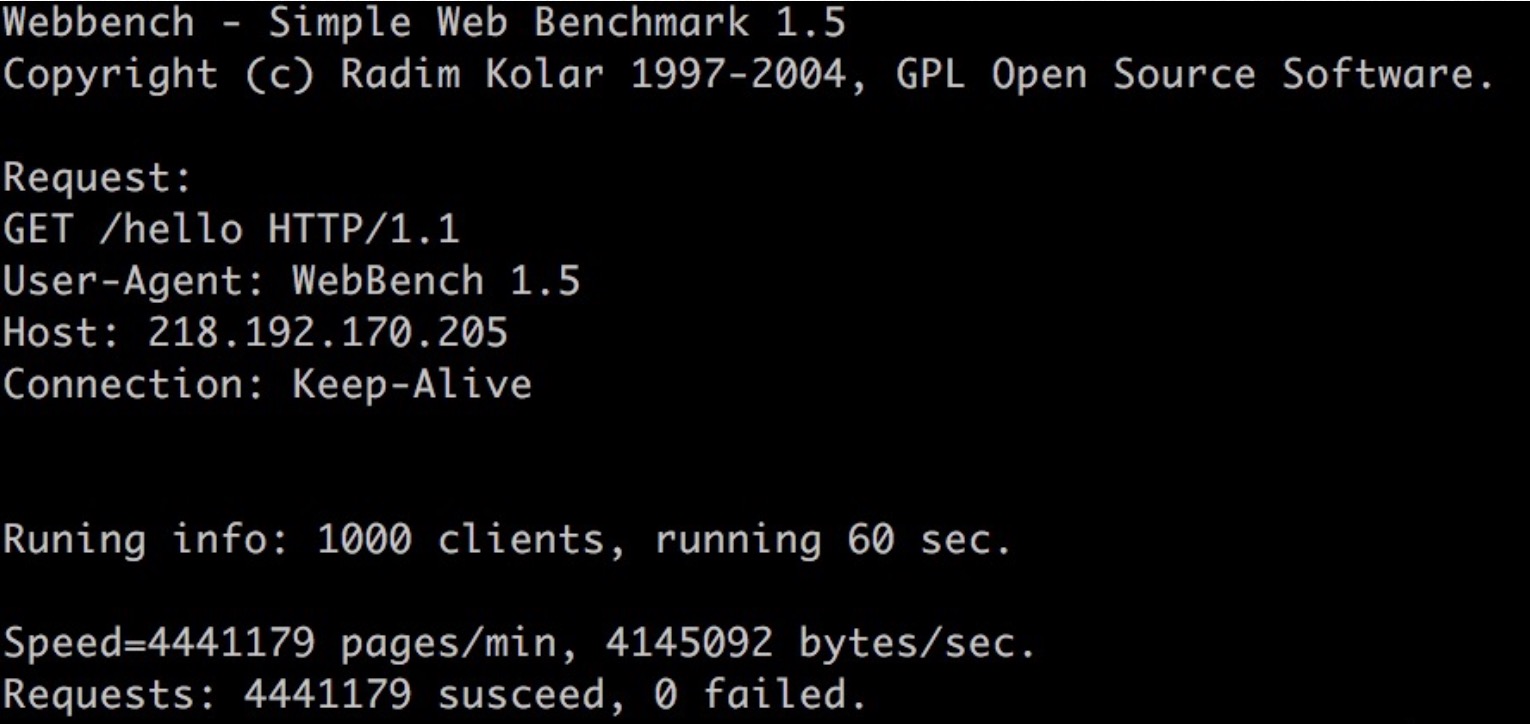 Webbench - Simple Web Benchmark 1.5
Copyright (c) Radim Kolar 1997-2004, GPL Open Source Software.
Request:
GET /hello HTTP/1.1
User-Agent: WebBench 1.5
Host: 218.192.170.205
Connection: Keep-Alive
Runing info: 1000 clients, running 60 sec.
Speed=4441179 pages/min, 4145092 bytes/sec.
Requests: 4441179 susceed, 0 failed.